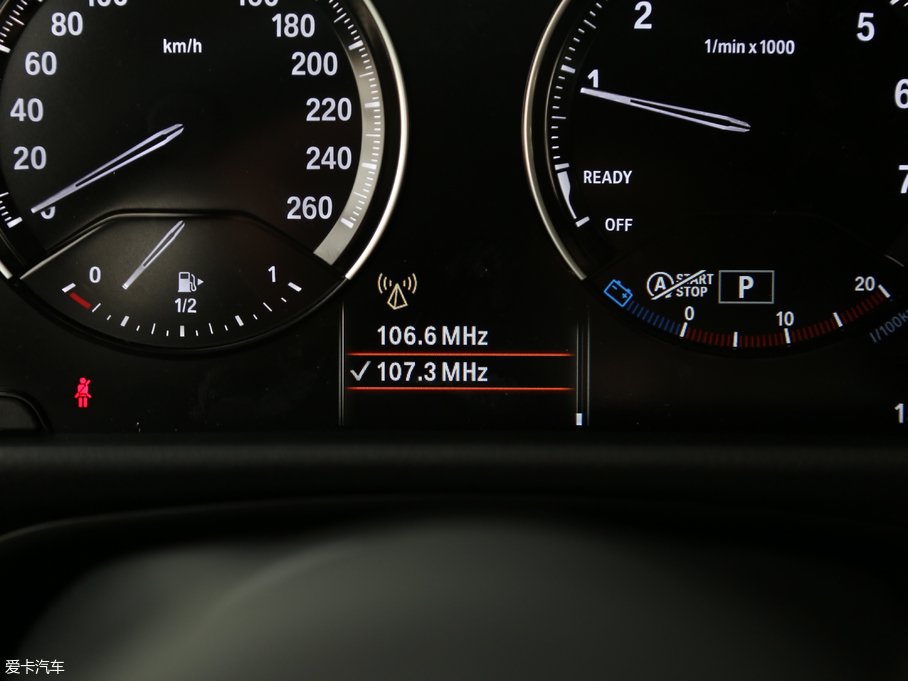 80
60
40
20
0
km/h
180
200
220
240
260
0
1/2
1
106.6 MHz
107.3 MHz
1/min x 1000
1
2
5
6
7
READY
OFF
A START
STOP
P
0
10
20
爱卡汽车